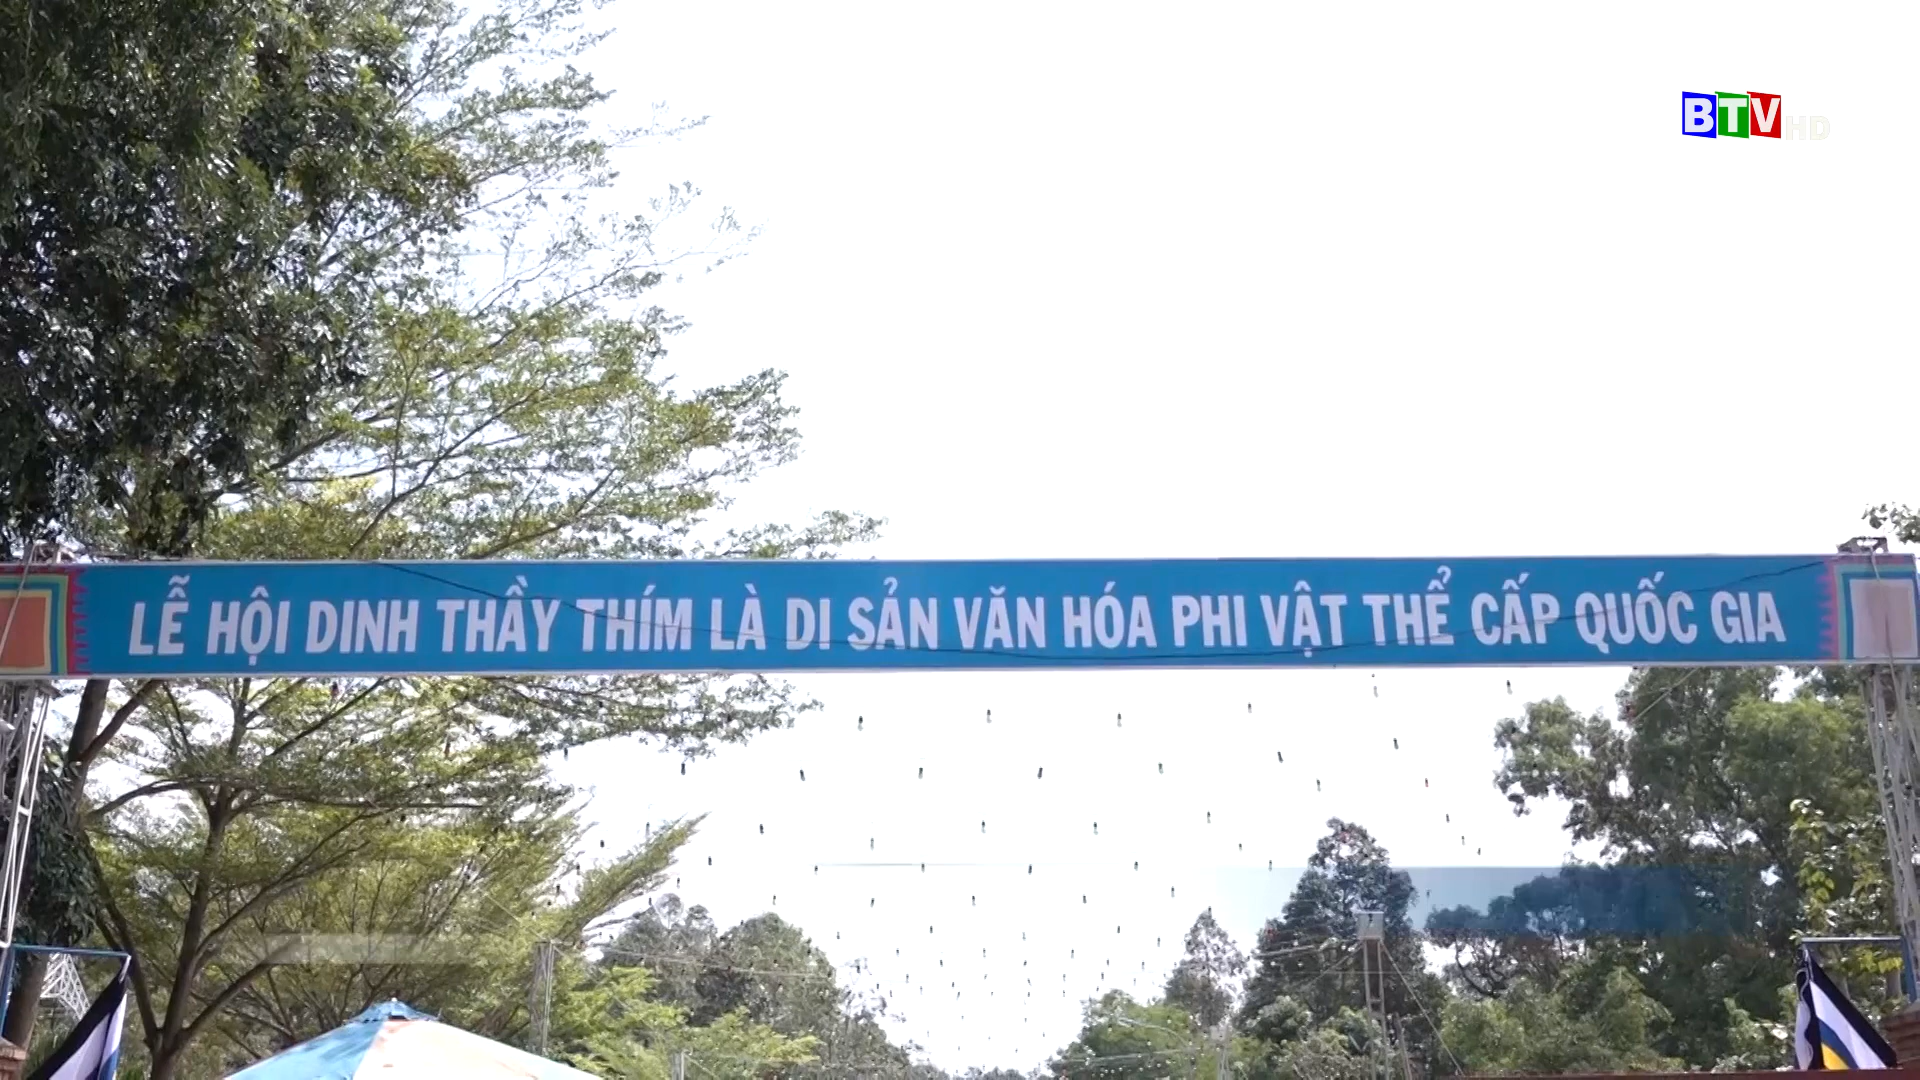 BTV HD
LỄ HỘI DINH THẦY THÍM LÀ DI SẢN VĂN HÓA PHI VẬT THỂ CẤP QUỐC GIA